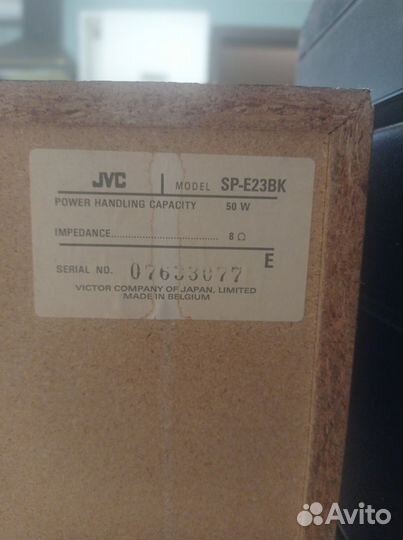 JVC | MODEL SP-E23BK
POWER HANDLING CAPACITY 50 W
IMPEDANCE........................ 8 Ω
E
SERIAL NO. 07633077
VICTOR COMPANY OF JAPAN, LIMITED
MADE IN BELGIUM
Avito